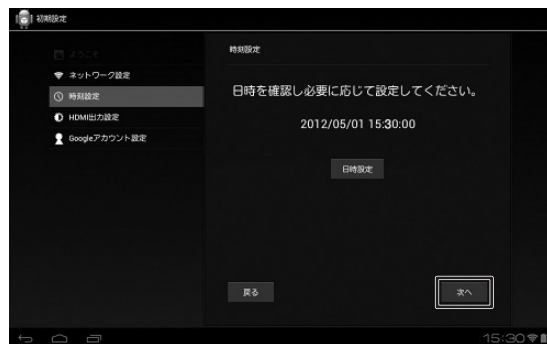 初期設定
ようこそ
ネットワーク設定
時刻設定
HDMI出力設定
Googleアカウント設定
時刻設定
日時を確認し必要に応じて設定してください。
2012/05/01 15:30:00
日時設定
戻る
次へ
15:30